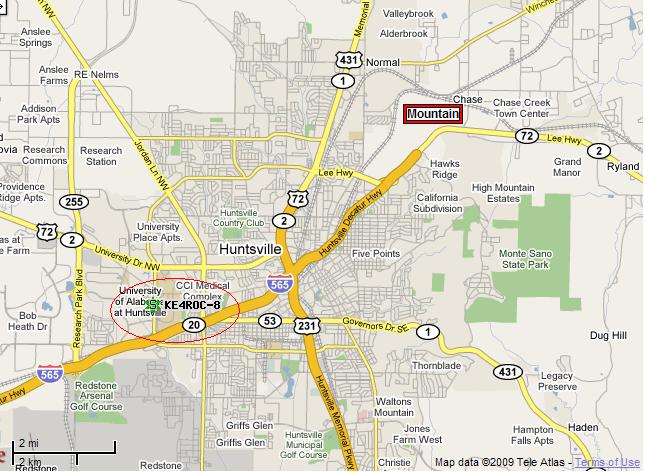 Valleybrook
Alderbrook
Winche
Memorial
Anslee
Springs
431
Normal
1
Anslee
Farms
RE Nelms
Chase
Mountain
Chase Creek
Town Center
Addison
Park Apts
Jordan Ln NW
72
Lee Hwy
2
Research
Commons
Research
Station
Lee Hwy
Hawks
Ridge
Grand
Manor
Ryland
Providence
Ridge Apts.
72
High Mountain
Estates
255
Huntsville
Country Club
2
California
Subdivision
University
Place Apts.
72
2
Huntsville Decatur Hwy
University Dr NW
Huntsville
Five Points
Monte Sano
State Park
565
University
of Alabama
at Huntsville
CCI Medical
Complex
S KE4ROC-8
Bob
Heath Dr
Research Park Blvd
20
53
231
Governors Dr SE
1
Dug Hill
565
Thornblade
431
Redstone
Arsenal
Golf Course
Huntsville Memorial Pkwy
Legacy
Preserve
Waltons
Mountain
Griffs Glen
Jones
Farm West
Hampton
Farms Apts
Haden
2 mi
2 km
Griffs Glen
Huntsville
Municipal
Golf Course
Redstone
Christie
Map data ©2009 Tele Atlas - Terms of Use